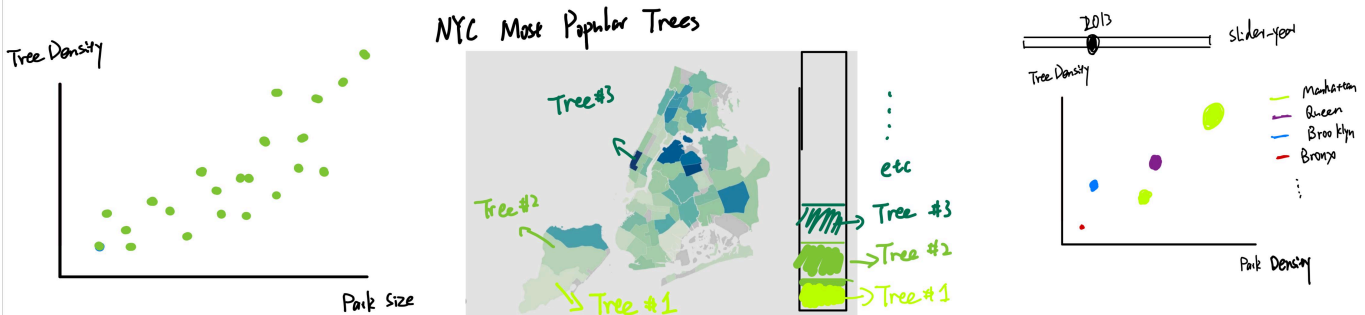 Tree Density
Park Size
NYC Most Popular Trees
Tree#3
Tree#2
Tree #1
etc
Tree #3
Tree #2
Tree #1
2013
slider-year
Tree Density
Manhattan
Queen
Brooklyn
Bronx
Park Density